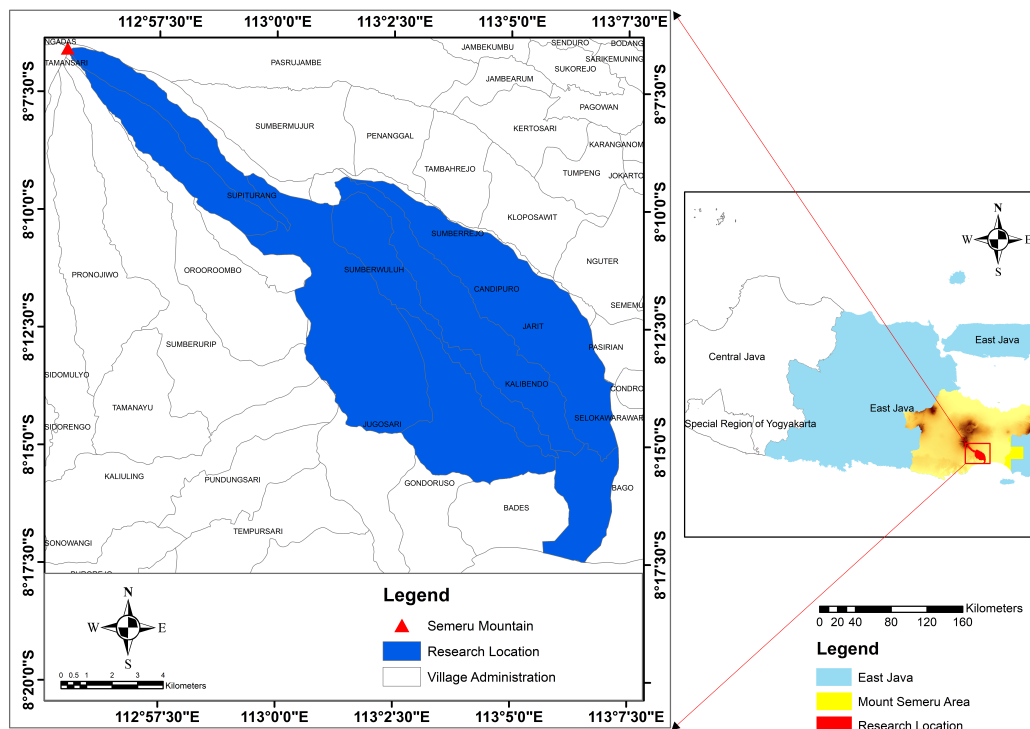 112°57'30"E 113°0'0"E 113°2'30"E 113°5'0"E 113°7'30"E
NGADAS
TAMANSARI
PASRUJAMBE
JAMBEKUMBU
SENDURO
BODANG
SARIKEMUNING
SUKOREJO
JAMBEARUM
PAGOWAN
SUMBERMUJUR
PENANGGAL
KERTOSARI
KARANGANOM
TAMBAHREJO
TUMPENG
JOKARTO
SUPITURANG
KLOPOSAWIT
SUMBERREJO
NGUTER
PRONOJIWO
OROOROOMBO
SUMBERWULUH
CANDIPURO
SEMEMU
JARIT
SUMBERURIP
PASIRIAN
SIDOMULYO
KALIBENDO
CONDRO
TAMANAYU
SELOKAWARAWAR
SIDORENGO
JUGOSARI
KALIULING
PUNDUNGSARI
GONDORUSO
BAGO
BADES
TEMPURSARI
SONOWANGI
8°7'30"S
8°10'0"S
8°12'30"S
8°15'0"S
8°17'30"S
8°20'0"S
8°7'30"S
8°10'0"S
8°12'30"S
8°15'0"S
8°17'30"S
N
W E
S
0 0.5 1 2 3 4
Kilometers
Legend
Semeru Mountain
Research Location
Village Administration
112°57'30"E 113°0'0"E 113°2'30"E 113°5'0"E 113°7'30"E
N
W E
S
Central Java
East Java
East Java
Special Region of Yogyakarta
Kilometers
0 20 40 80 120 160
Legend
East Java
Mount Semeru Area
Research Location